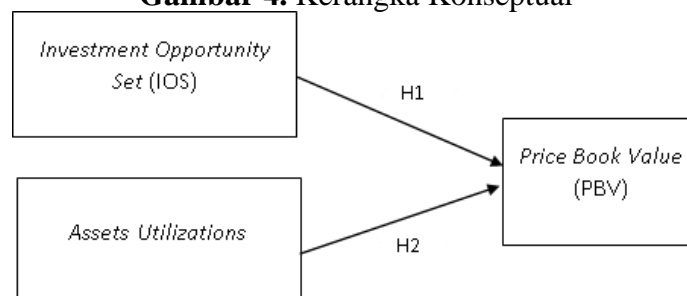 Gambar 4. Kerangka Konseptual
Investment Opportunity
Set (IOS)
H1
Price Book Value
(PBV)
Assets Utilizations
H2